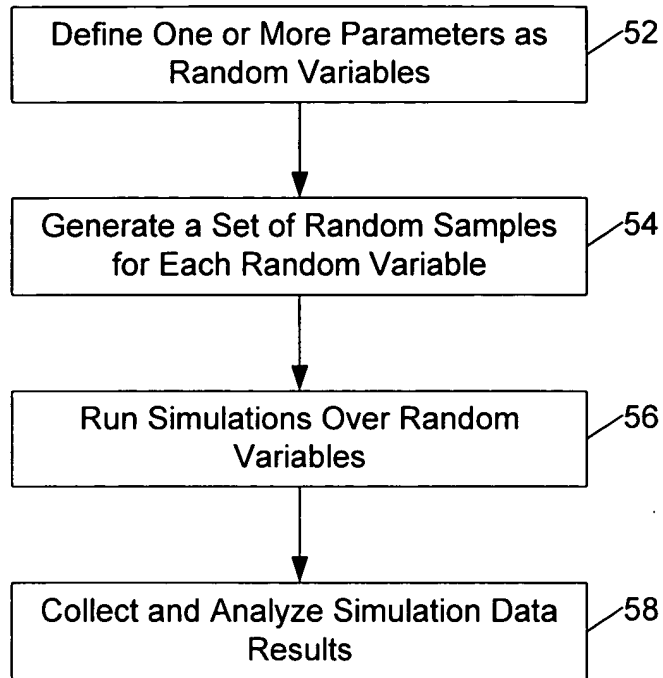 Define One or More Parameters as
Random Variables
52
Generate a Set of Random Samples
for Each Random Variable
54
Run Simulations Over Random
Variables
56
Collect and Analyze Simulation Data
Results
58